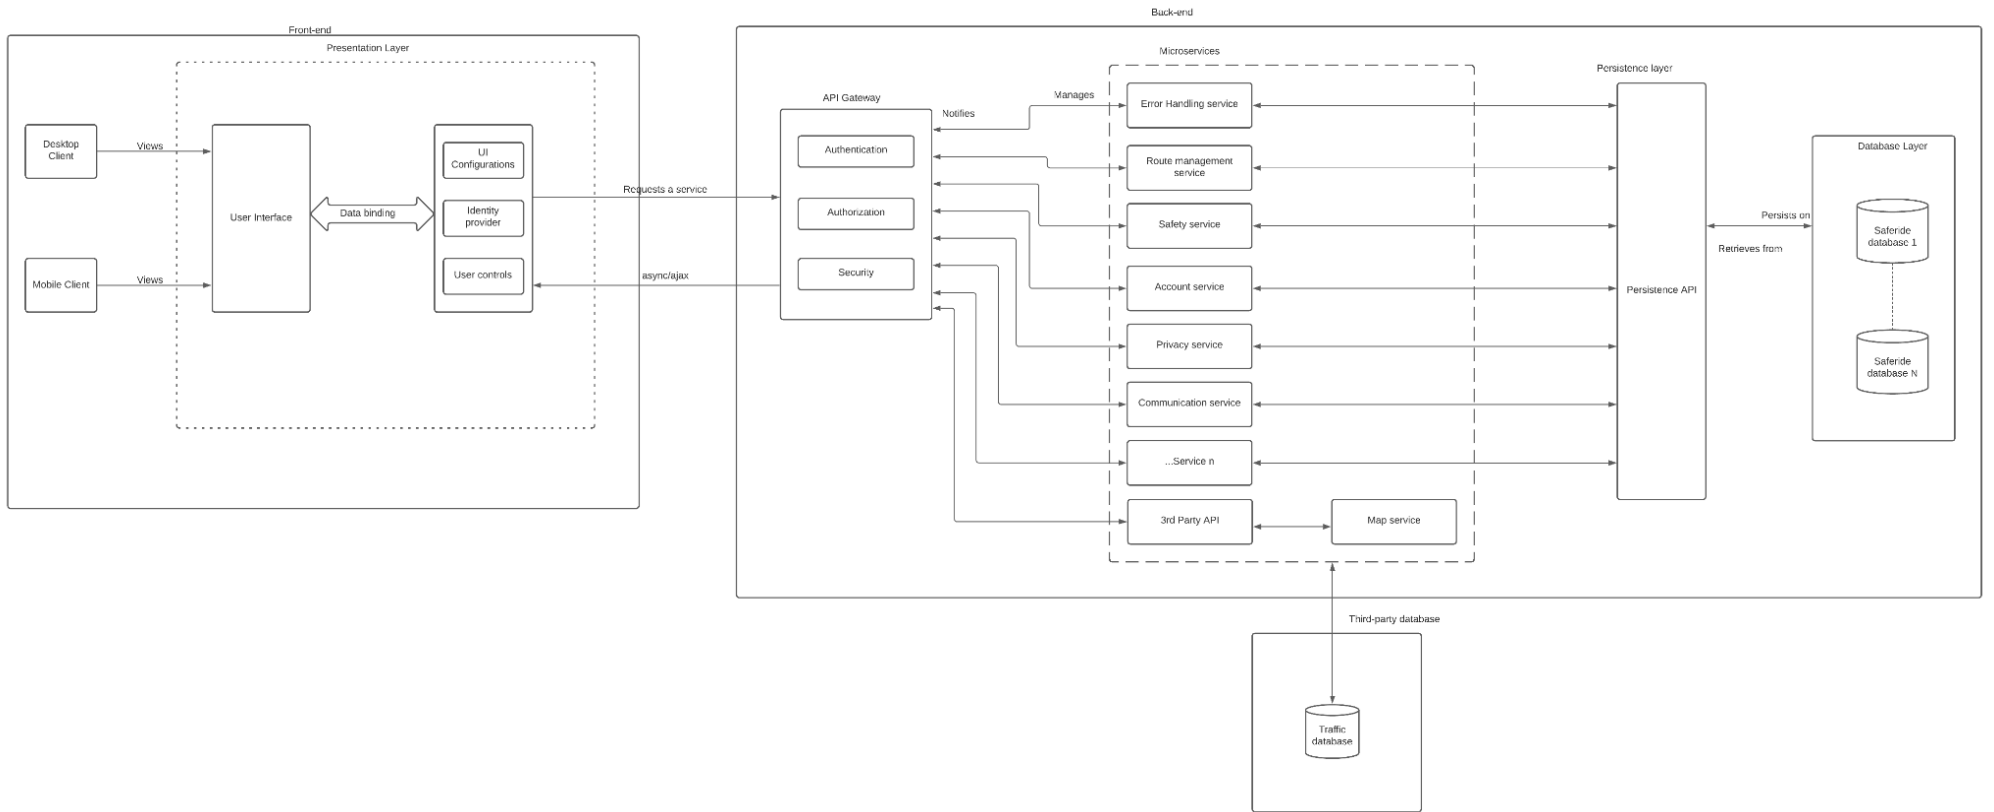 Front-end
Presentation Layer
Desktop
Client
Views
Mobile Client
Views
User Interface
Data binding
UI
Configurations
Identity
provider
User controls
Requests a service
async/ajax
Back-end
API Gateway
Authentication
Authorization
Security
Notifies
Manages
Microservices
Error Handling service
Route management
service
Safety service
Account service
Privacy service
Communication service
...Service n
3rd Party API
Map service
Persistence layer
Persistence API
Persists on
Retrieves from
Database Layer
Saferide
database 1
Saferide
database N
Third-party database
Traffic
database